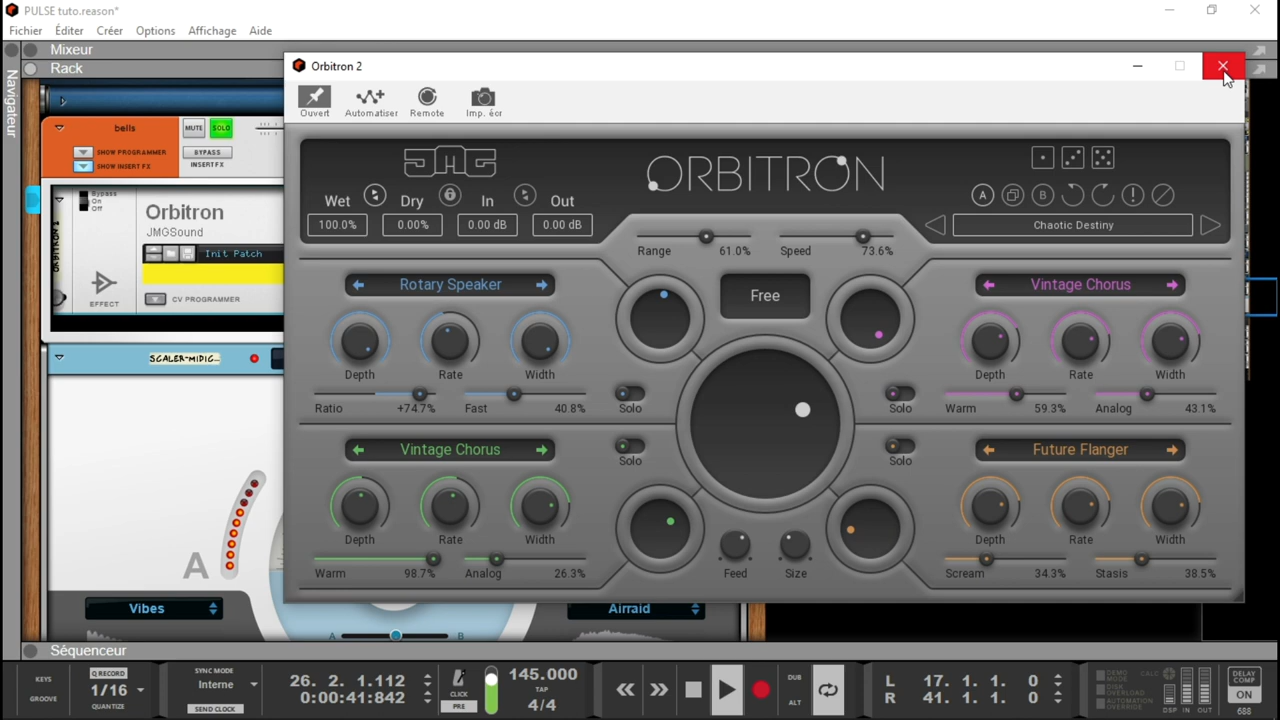 PULSE tuto.reason*
Fichier Éditer Créer Options Affichage Aide
Mixeur
Rack
Navigateur
bells
MUTE SOLO
SHOW PROGRAMMER
SHOW INSERT FX
BYPASS
INSERT FX
Bypass
On
Off
Orbitron
JMGSound
Init Patch
EFFECT
CV PROGRAMMER
SCALER-MIDIC...
A
Vibes
A B
Airraid
Orbitron 2
Ouvert Automatiser Remote Imp. écr
JMG
ORBITRON
Wet Dry In Out
100.0% 0.00% 0.00 dB 0.00 dB
A B
Chaotic Destiny
Range 61.0% Speed 73.6%
Rotary Speaker
Depth Rate Width
Ratio +74.7% Fast 40.8%
Solo
Free
Vintage Chorus
Depth Rate Width
Solo
Warm 59.3% Analog 43.1%
Vintage Chorus
Depth Rate Width
Warm 98.7% Analog 26.3%
Solo
Feed Size
Solo
Future Flanger
Depth Rate Width
Scream 34.3% Stasis 38.5%
Séquenceur
KEYS
GROOVE
Q RECORD
1/16
QUANTIZE
SYNC MODE
Interne
SEND CLOCK
26. 2. 1.112
0:00:41:842
CLICK
PRE
145.000
TAP
4/4
DUB
ALT
L 17. 1. 1. 0
R 41. 1. 1. 0
DEMO MODE
DISK OVERLOAD
AUTOMATION OVERRIDE
CALC
DSP IN OUT
DELAY COMP
ON
688